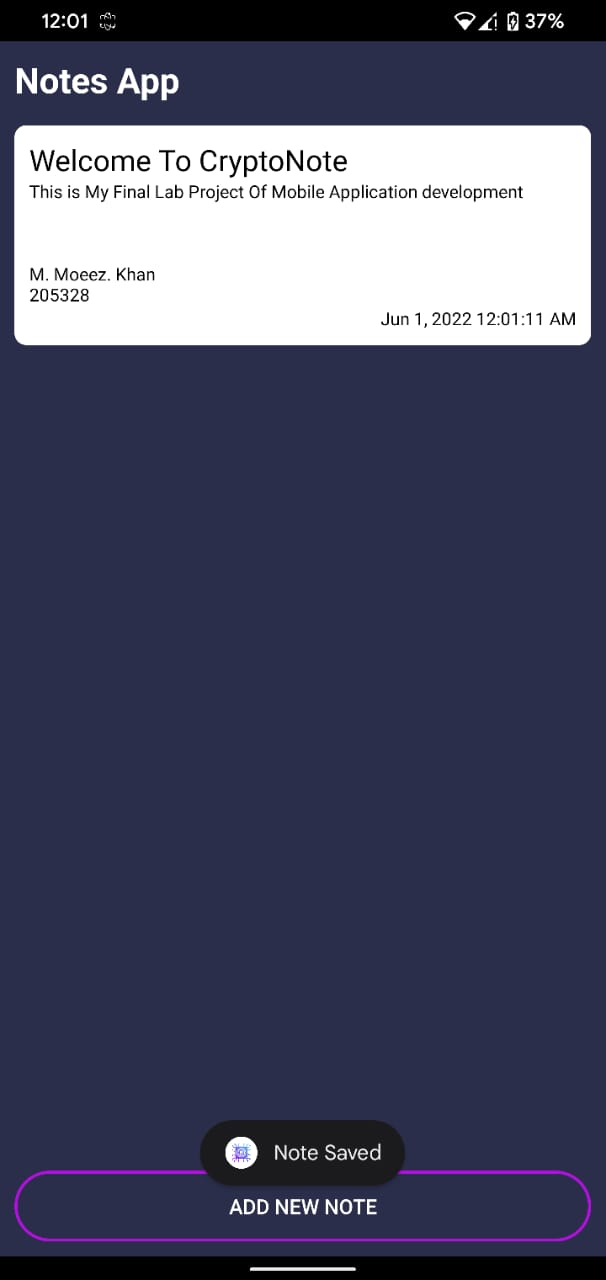 12:01 37%
Notes App
Welcome To CryptoNote
This is My Final Lab Project Of Mobile Application development
M. Moeez. Khan
205328
Jun 1, 2022 12:01:11 AM
Note Saved
ADD NEW NOTE